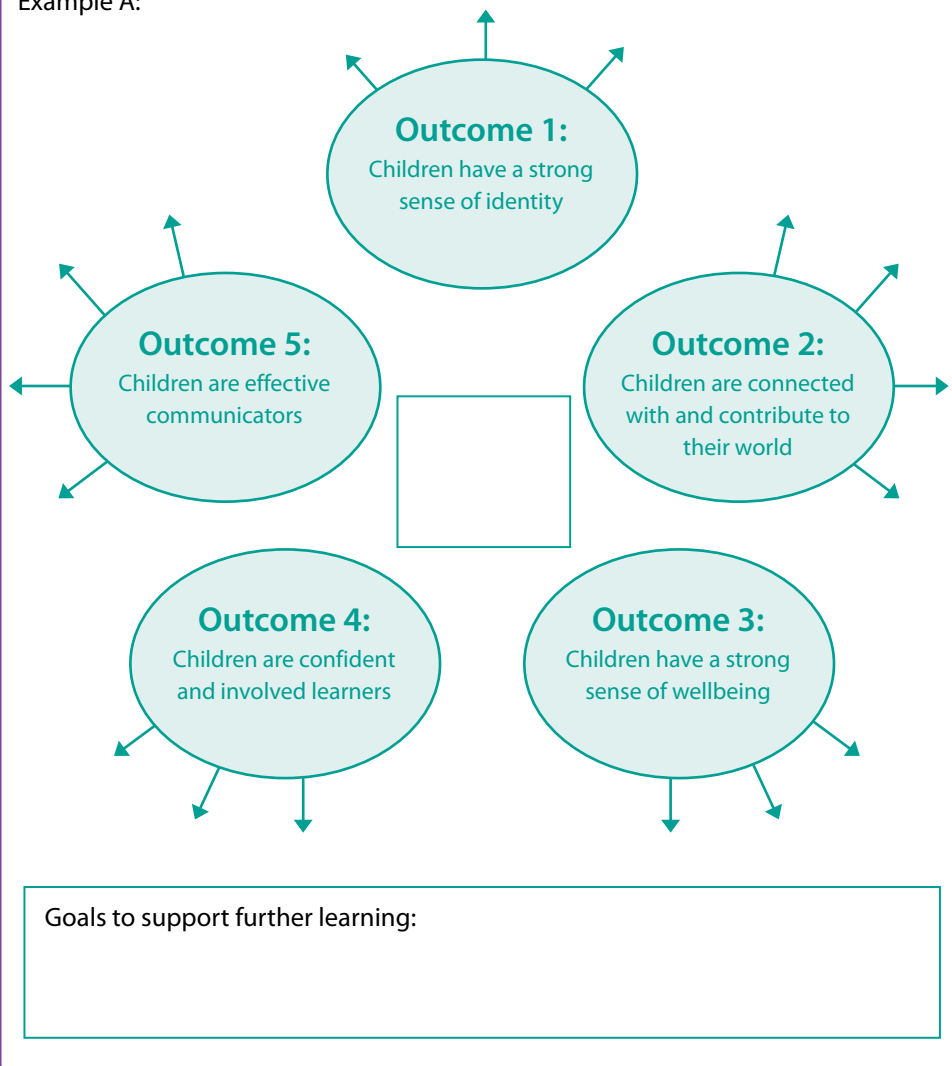 Example A:
Outcome 1:
Children have a strong
sense of identity
Outcome 5:
Children are effective
communicators
Outcome 2:
Children are connected
with and contribute to
their world
Outcome 4:
Children are confident
and involved learners
Outcome 3:
Children have a strong
sense of wellbeing
Goals to support further learning: